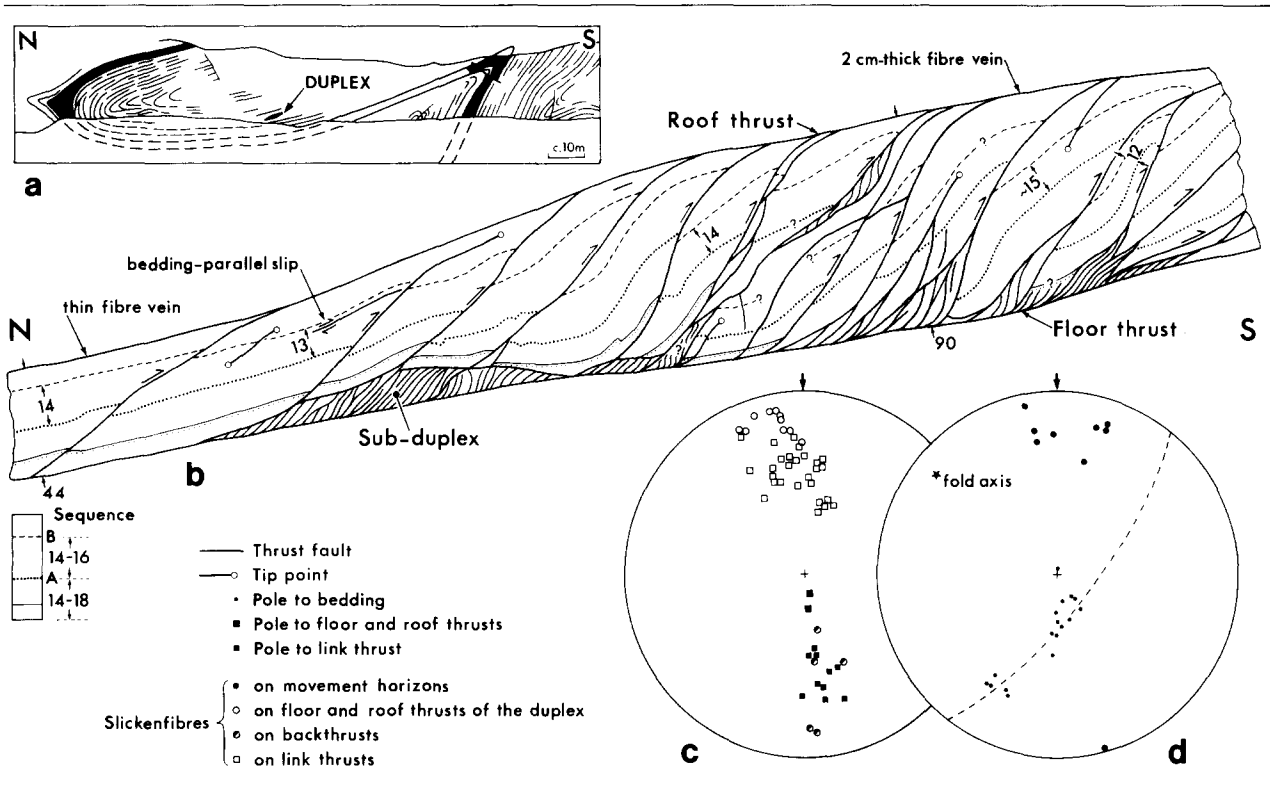 N
S
DUPLEX
c.10m
a
2 cm-thick fibre vein
Roof thrust
bedding-parallel slip
thin fibre vein
N
S
?
?
?
?
?
?
?
?
12
~15
14
13
14
Floor thrust
90
Sub-duplex
b
44
Sequence
B
14-16
A
14-18
Thrust fault
Tip point
Pole to bedding
Pole to floor and roof thrusts
Pole to link thrust
Slickenfibres
on movement horizons
on floor and roof thrusts of the duplex
on backthrusts
on link thrusts
c
fold axis
d